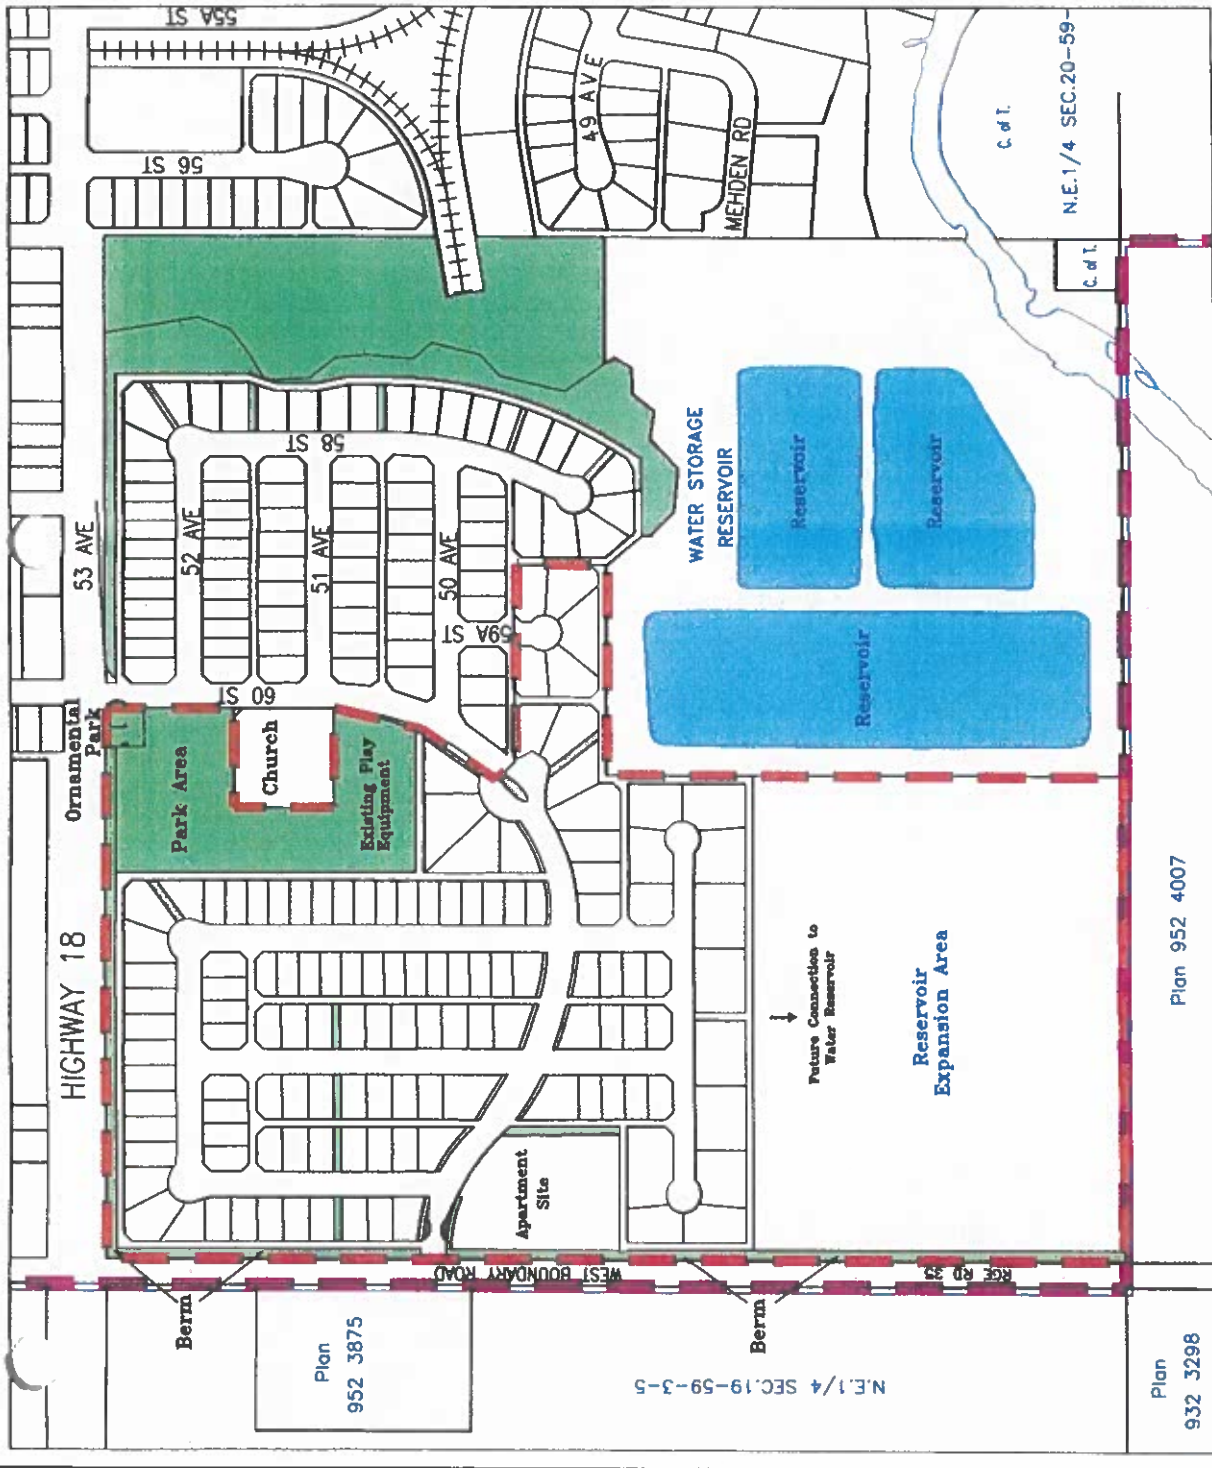 55A ST
56 ST
49 AVE
MEHDEN RD
C. of T.
N.E.1/4 SEC.20-59-
C. of T.
53 AVE
52 AVE
51 AVE
50 AVE
58 ST
59A ST
60 ST
WATER STORAGE
RESERVOIR
Reservoir
Reservoir
Reservoir
Ornamental
Park
Park Area
Church
Existing Play
Equipment
HIGHWAY 18
Future Connection to
Water Reservoir
Reservoir
Expansion Area
Plan 952 4007
Apartment
Site
WEST BOUNDARY ROAD
RGE RD 35
Berm
Berm
Plan
952 3875
N.E.1/4 SEC.19-59-3-5
Plan
932 3298